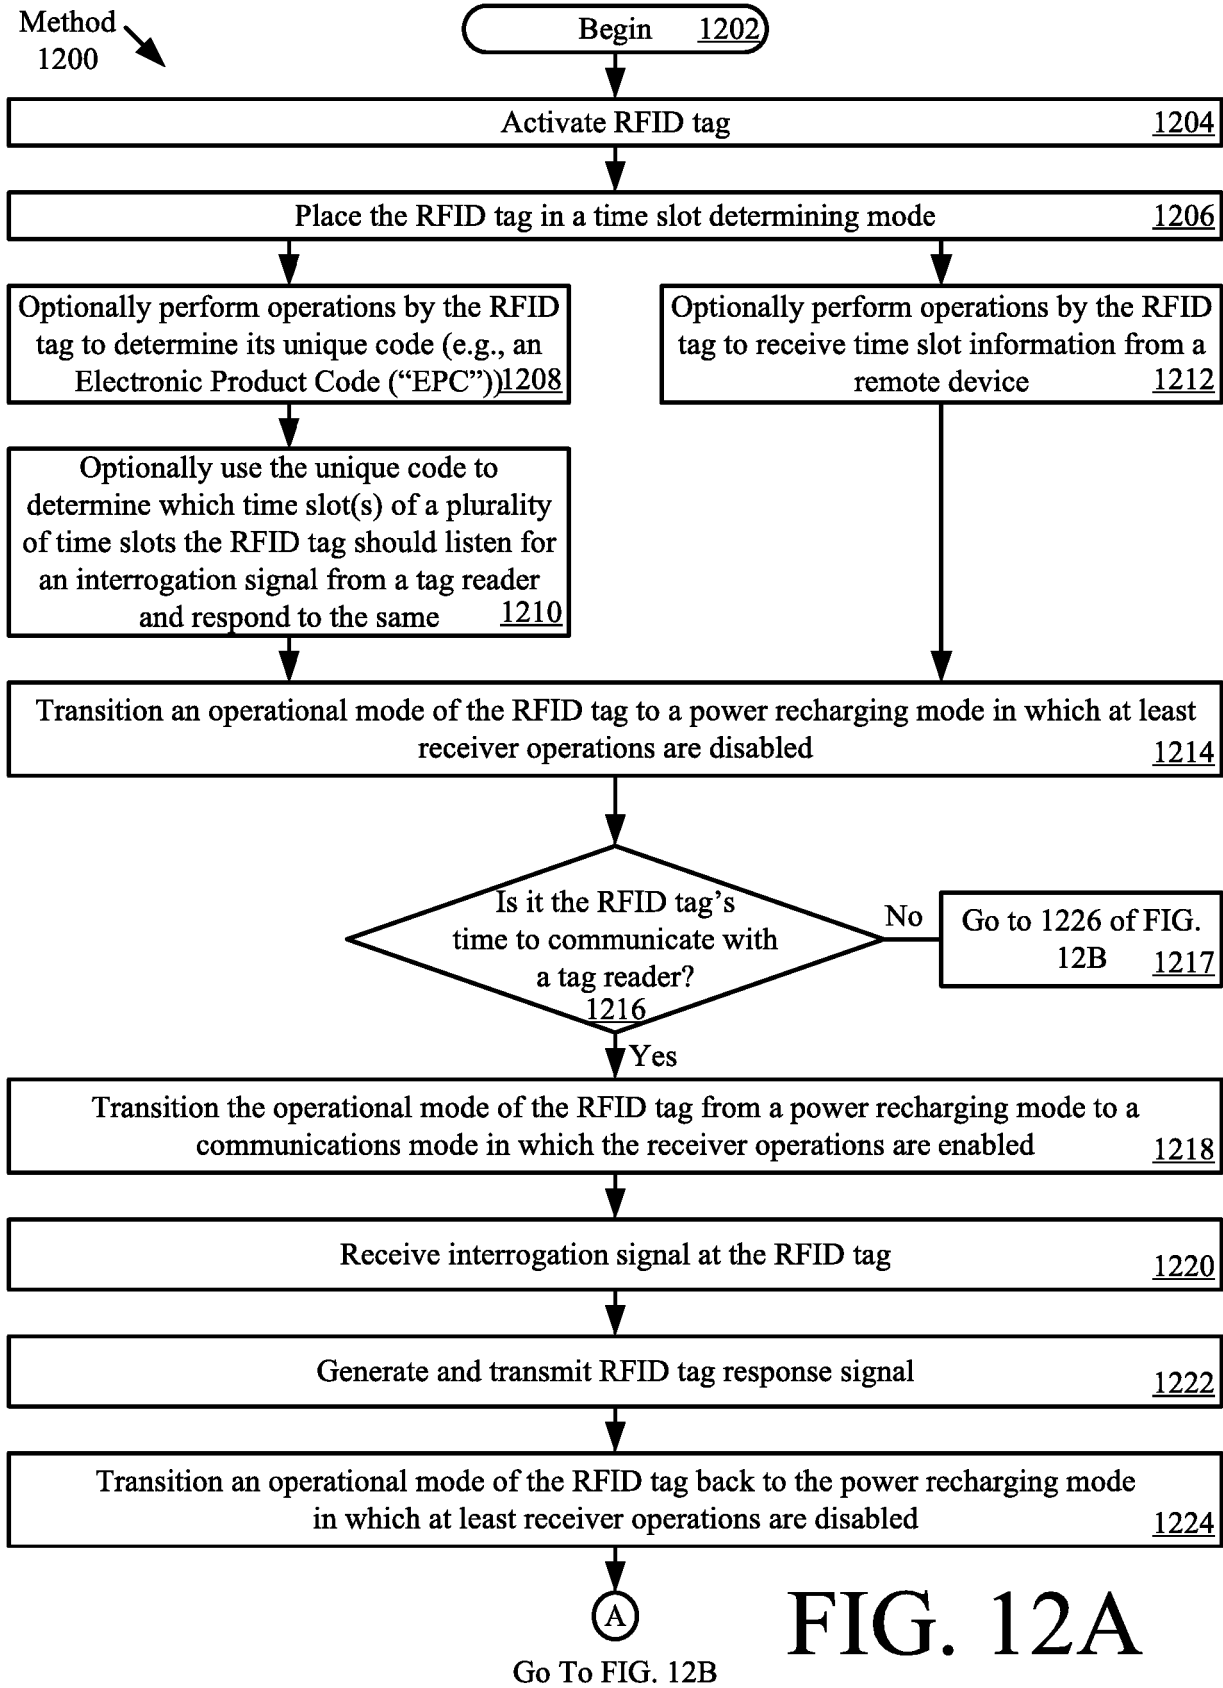 Method
1200
Begin 1202
Activate RFID tag 1204
Place the RFID tag in a time slot determining mode 1206
Optionally perform operations by the RFID
tag to determine its unique code (e.g., an
Electronic Product Code (“EPC”)) 1208
Optionally perform operations by the RFID
tag to receive time slot information from a
remote device 1212
Optionally use the unique code to
determine which time slot(s) of a plurality
of time slots the RFID tag should listen for
an interrogation signal from a tag reader
and respond to the same 1210
Transition an operational mode of the RFID tag to a power recharging mode in which at least
receiver operations are disabled 1214
Is it the RFID tag’s
time to communicate with
a tag reader?
1216
No
Go to 1226 of FIG.
12B 1217
Yes
Transition the operational mode of the RFID tag from a power recharging mode to a
communications mode in which the receiver operations are enabled 1218
Receive interrogation signal at the RFID tag 1220
Generate and transmit RFID tag response signal 1222
Transition an operational mode of the RFID tag back to the power recharging mode
in which at least receiver operations are disabled 1224
A
Go To FIG. 12B
FIG. 12A